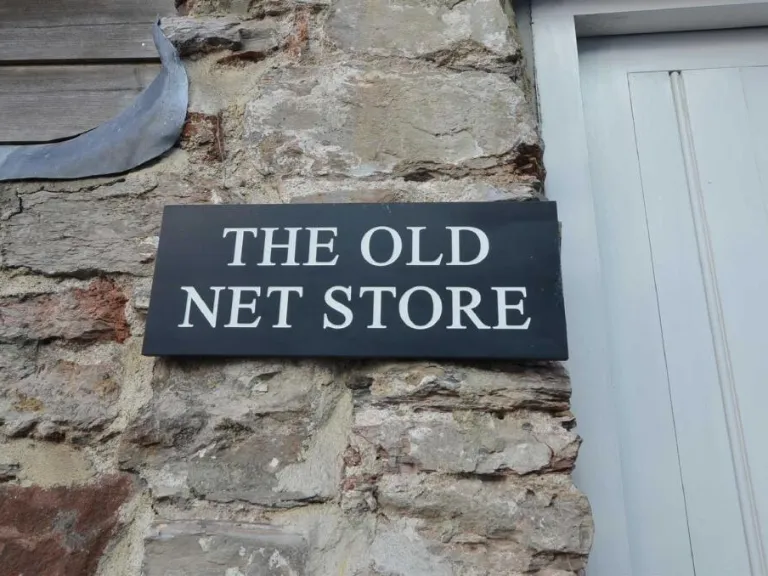 THE OLD
NET STORE